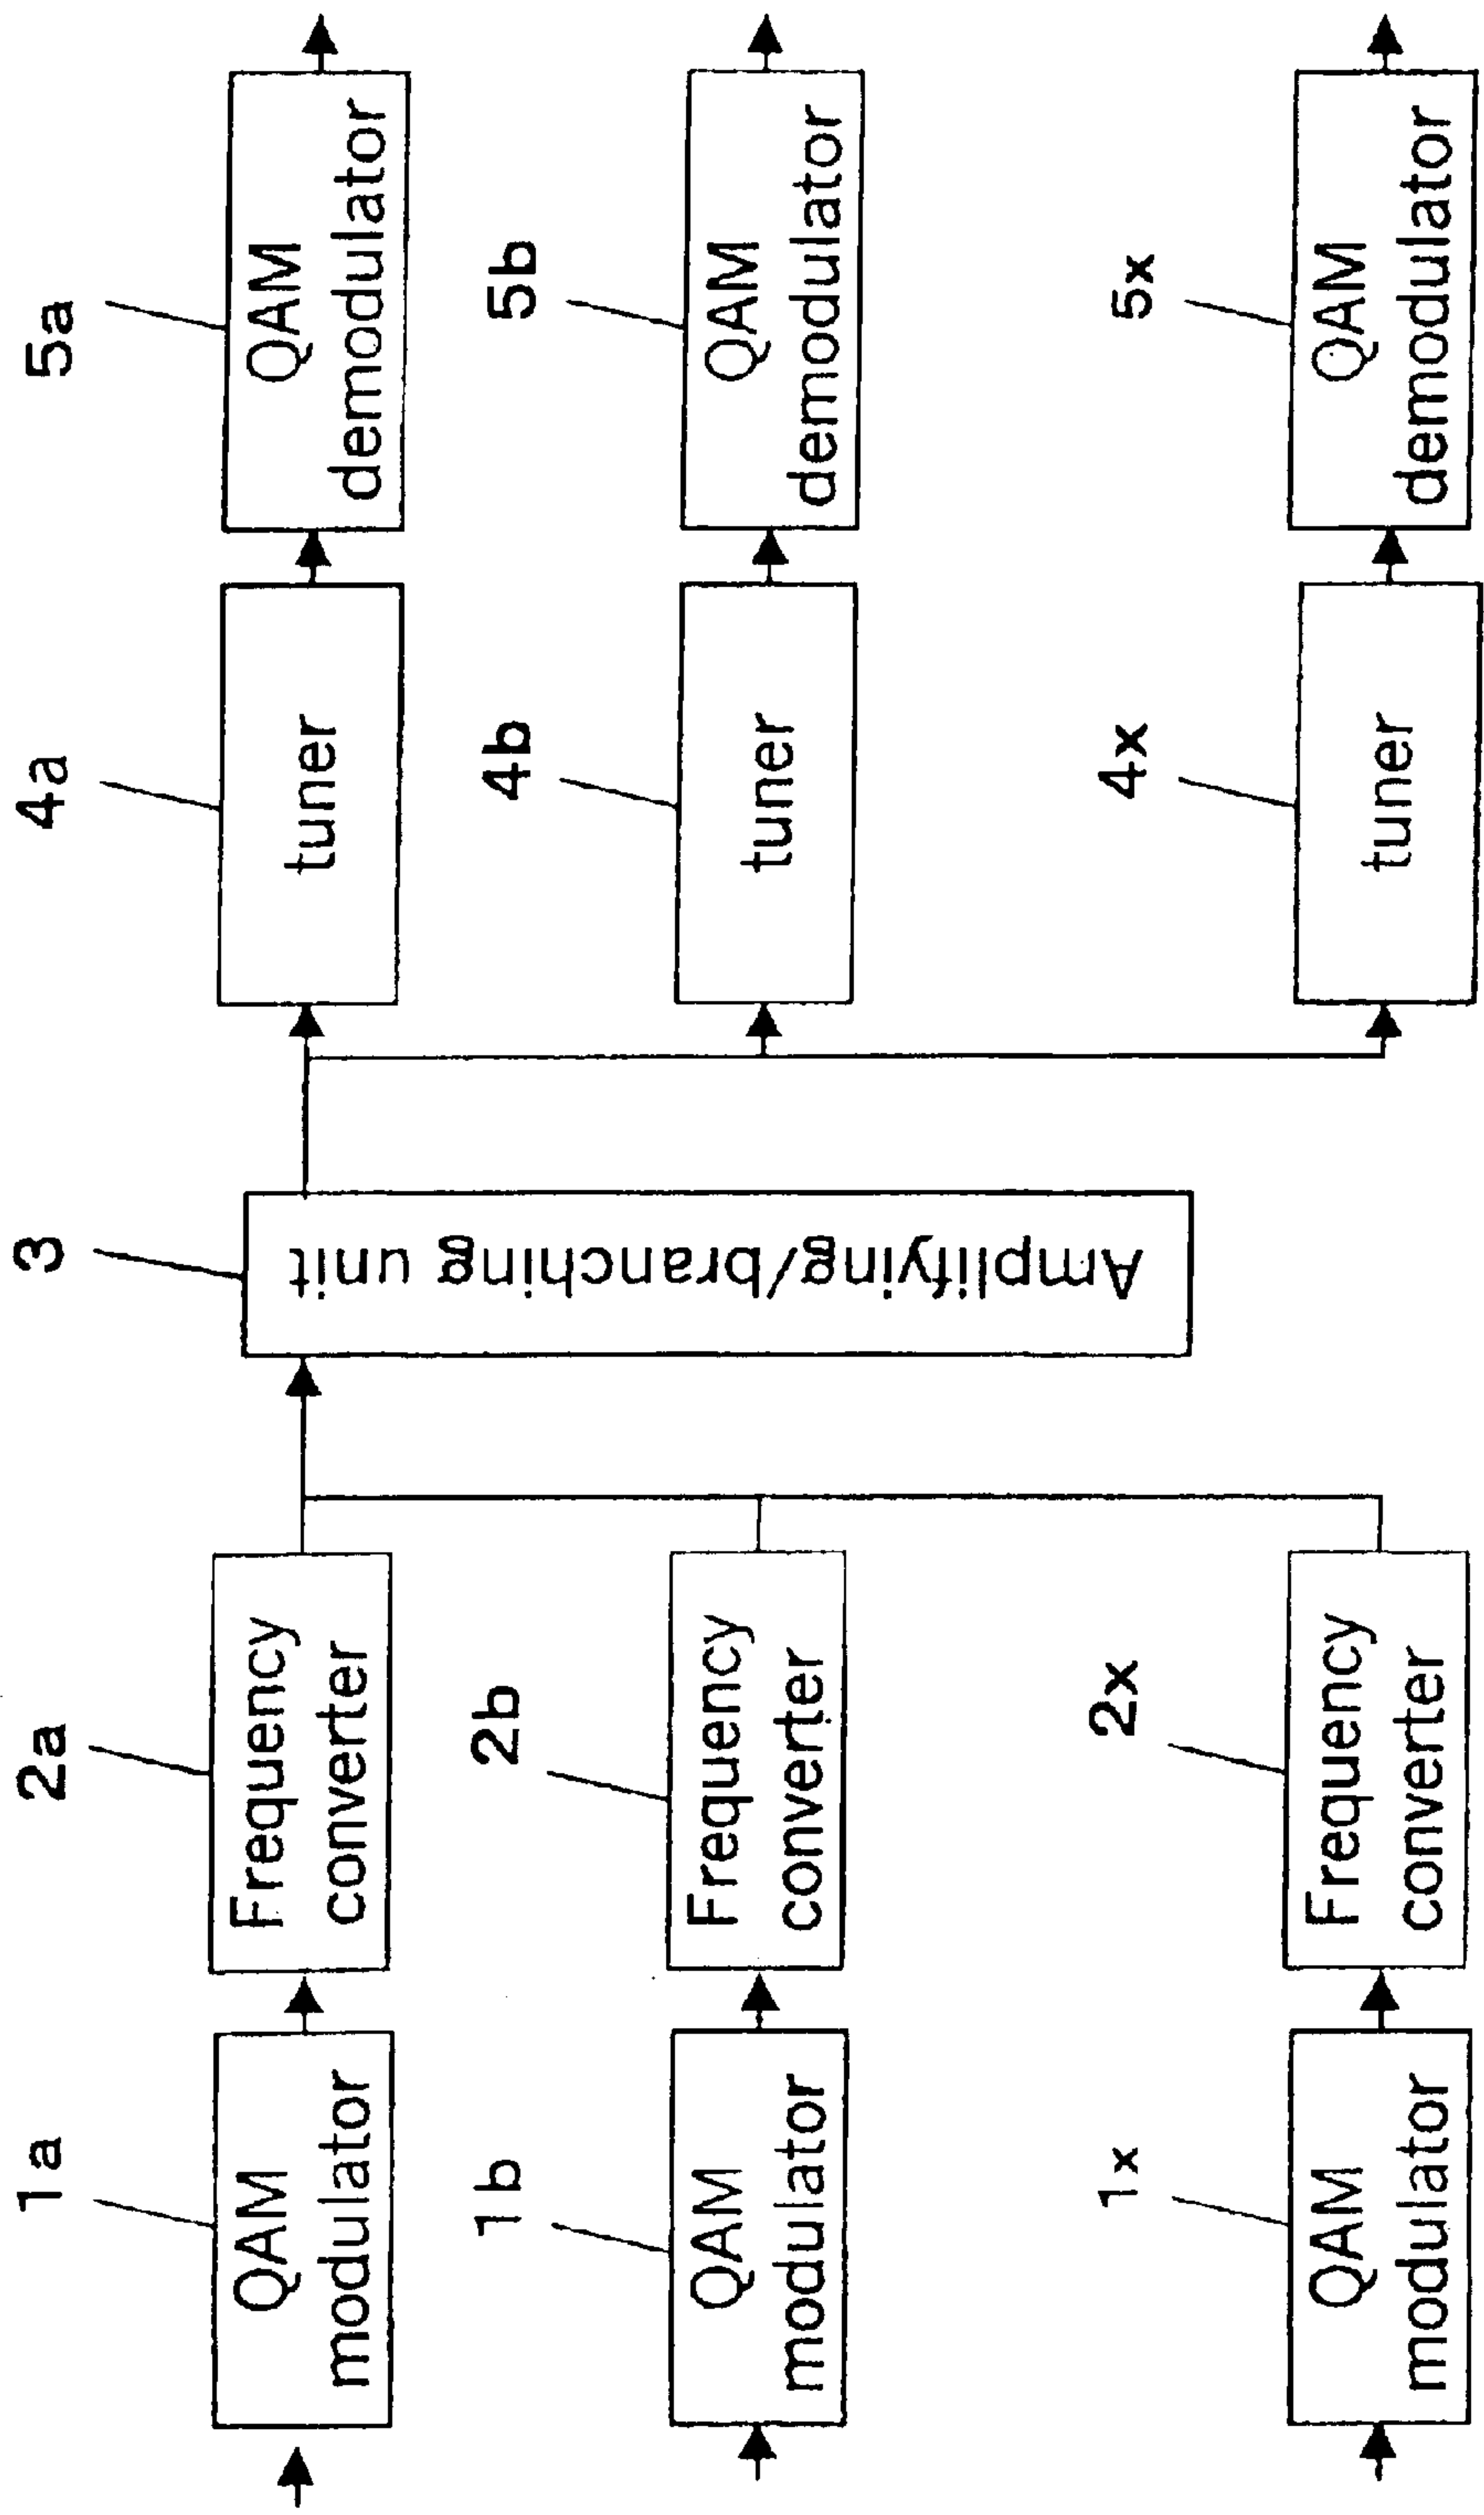 1a
QAM
modulator
2a
Frequency
converter
3
Amplifying/branching unit
4a
tuner
5a
QAM
demodulator
1b
QAM
modulator
2b
Frequency
converter
4b
tuner
5b
QAM
demodulator
1x
QAM
modulator
2x
Frequency
converter
4x
tuner
5x
QAM
demodulator